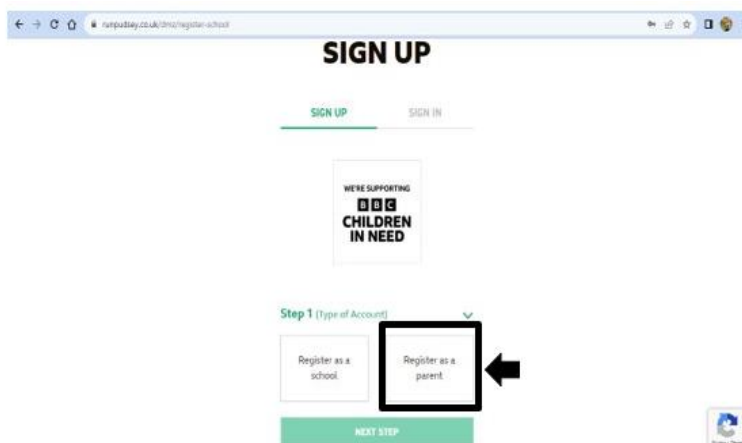 runpudsey.co.uk/dmz/register-school
SIGN UP
SIGN UP
SIGN IN
WE'RE SUPPORTING
BBC
CHILDREN
IN NEED
Step 1 (Type of Account)
Register as a
school
Register as a
parent
NEXT STEP